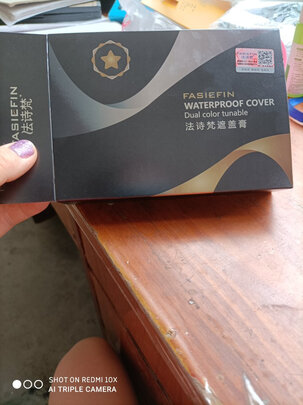 FASIEFIN
法诗梵
FASIEFIN
WATERPROOF COVER
Dual color tunable
法诗梵遮盖膏
FASIEFIN
SHOT ON REDMI 10X
AI TRIPLE CAMERA